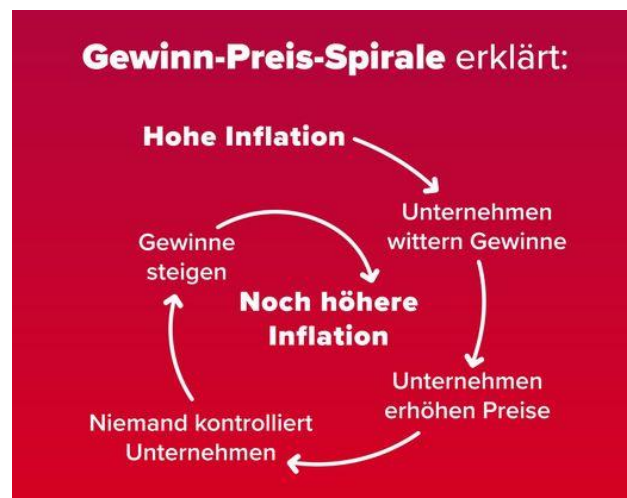 Gewinn-Preis-Spirale erklärt:
Hohe Inflation
Unternehmen
wittern Gewinne
Unternehmen
erhöhen Preise
Niemand kontrolliert
Unternehmen
Gewinne
steigen
Noch höhere
Inflation